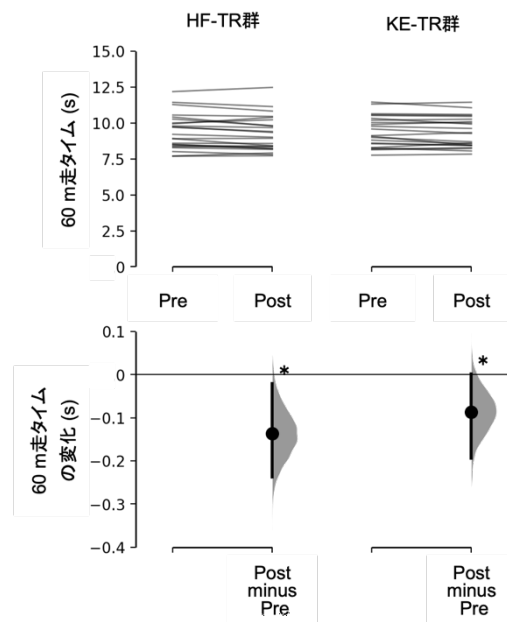 HF-TR群
KE-TR群
60 m走タイム (s)
15.0
12.5
10.0
7.5
5.0
2.5
0
Pre
Post
Pre
Post
60 m走タイム
の変化 (s)
0.1
0
−0.1
−0.2
−0.3
−0.4
*
*
Post
minus
Pre
Post
minus
Pre